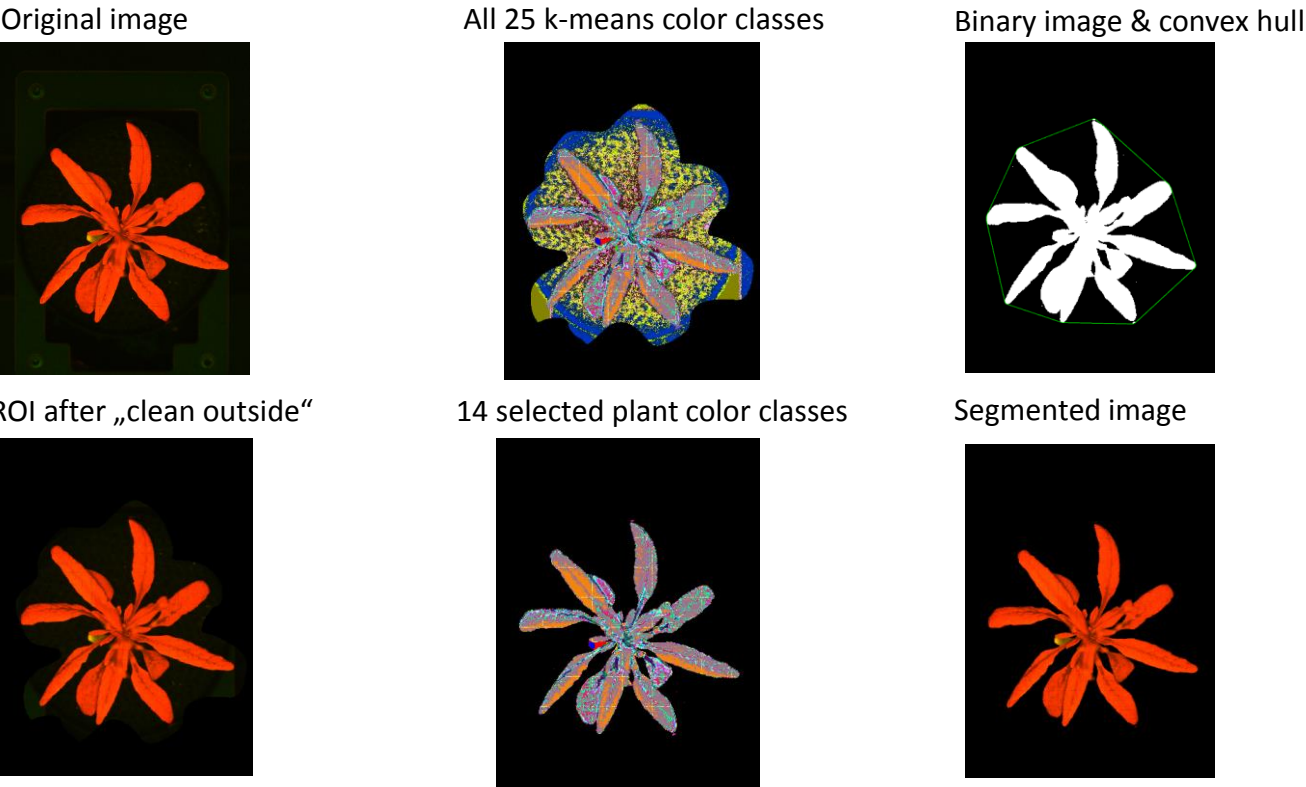 Original image
All 25 k-means color classes
Binary image & convex hull
ROI after „clean outside“
14 selected plant color classes
Segmented image